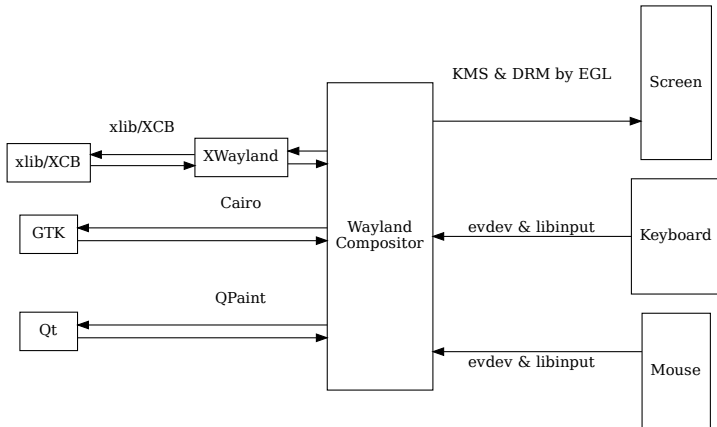 KMS & DRM by EGL
Screen
xlib/XCB
xlib/XCB
XWayland
Cairo
GTK
Wayland
Compositor
evdev & libinput
Keyboard
QPaint
Qt
evdev & libinput
Mouse